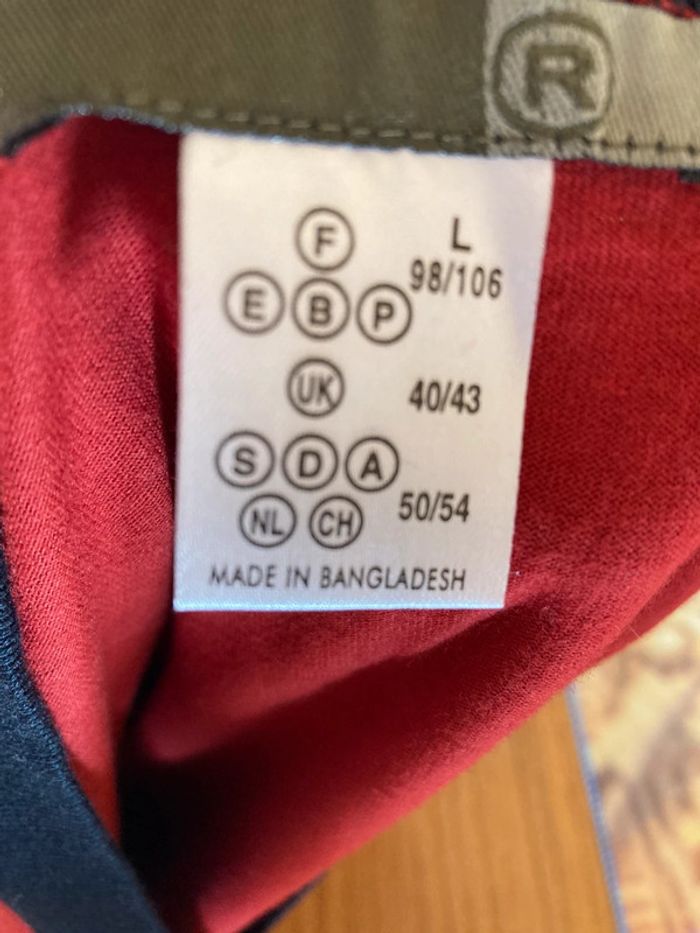 R
F L
E B P 98/106
UK 40/43
S D A
NL CH 50/54
MADE IN BANGLADESH